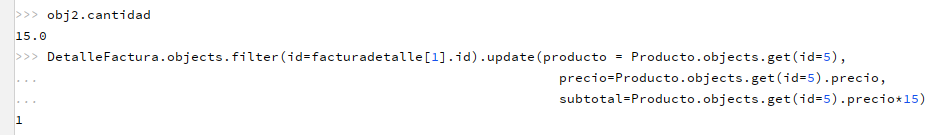 >>> obj2.cantidad
15.0
>>> DetalleFactura.objects.filter(id=facturadetalle[1].id).update(producto = Producto.objects.get(id=5),
... precio=Producto.objects.get(id=5).precio,
... subtotal=Producto.objects.get(id=5).precio*15)
1